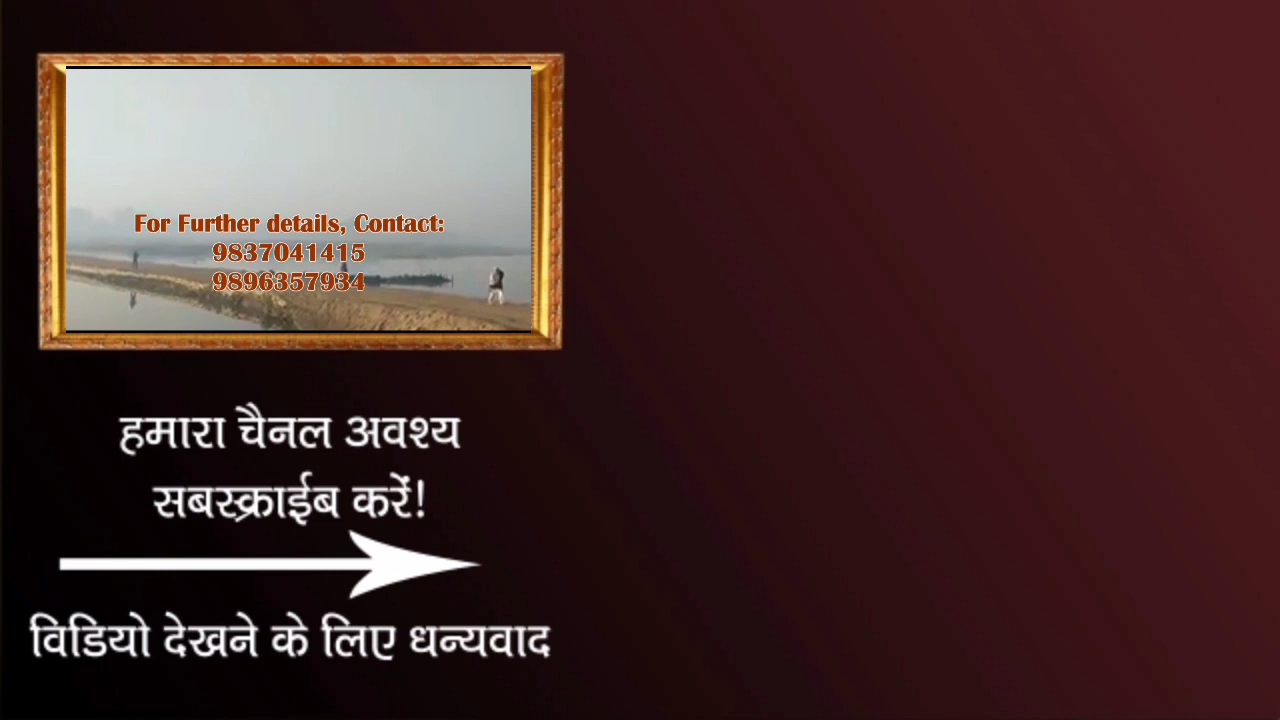 For Further details, Contact:
9837041415
9896357934
हमारा चैनल अवश्य
सबस्क्राईब करें!
विडियो देखने के लिए धन्यवाद